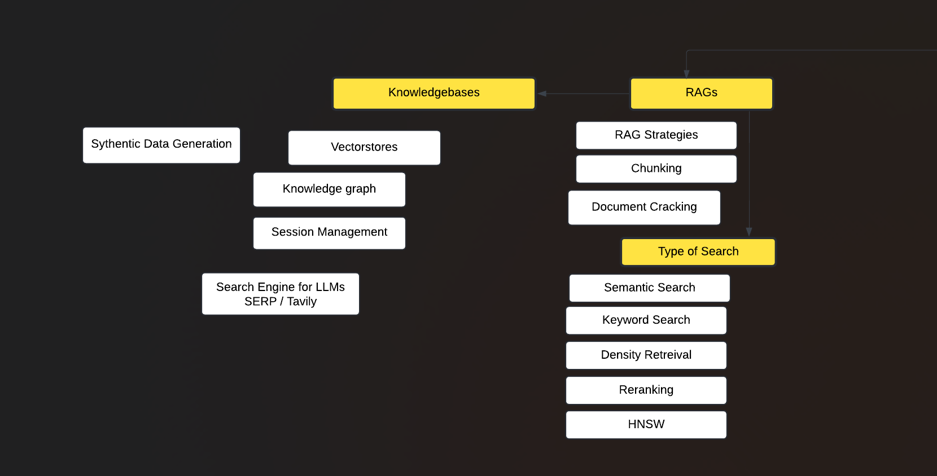 Knowledgebases
RAGs
Sythentic Data Generation
Vectorstores
Knowledge graph
Session Management
Search Engine for LLMs
SERP / Tavily
RAG Strategies
Chunking
Document Cracking
Type of Search
Semantic Search
Keyword Search
Density Retreival
Reranking
HNSW